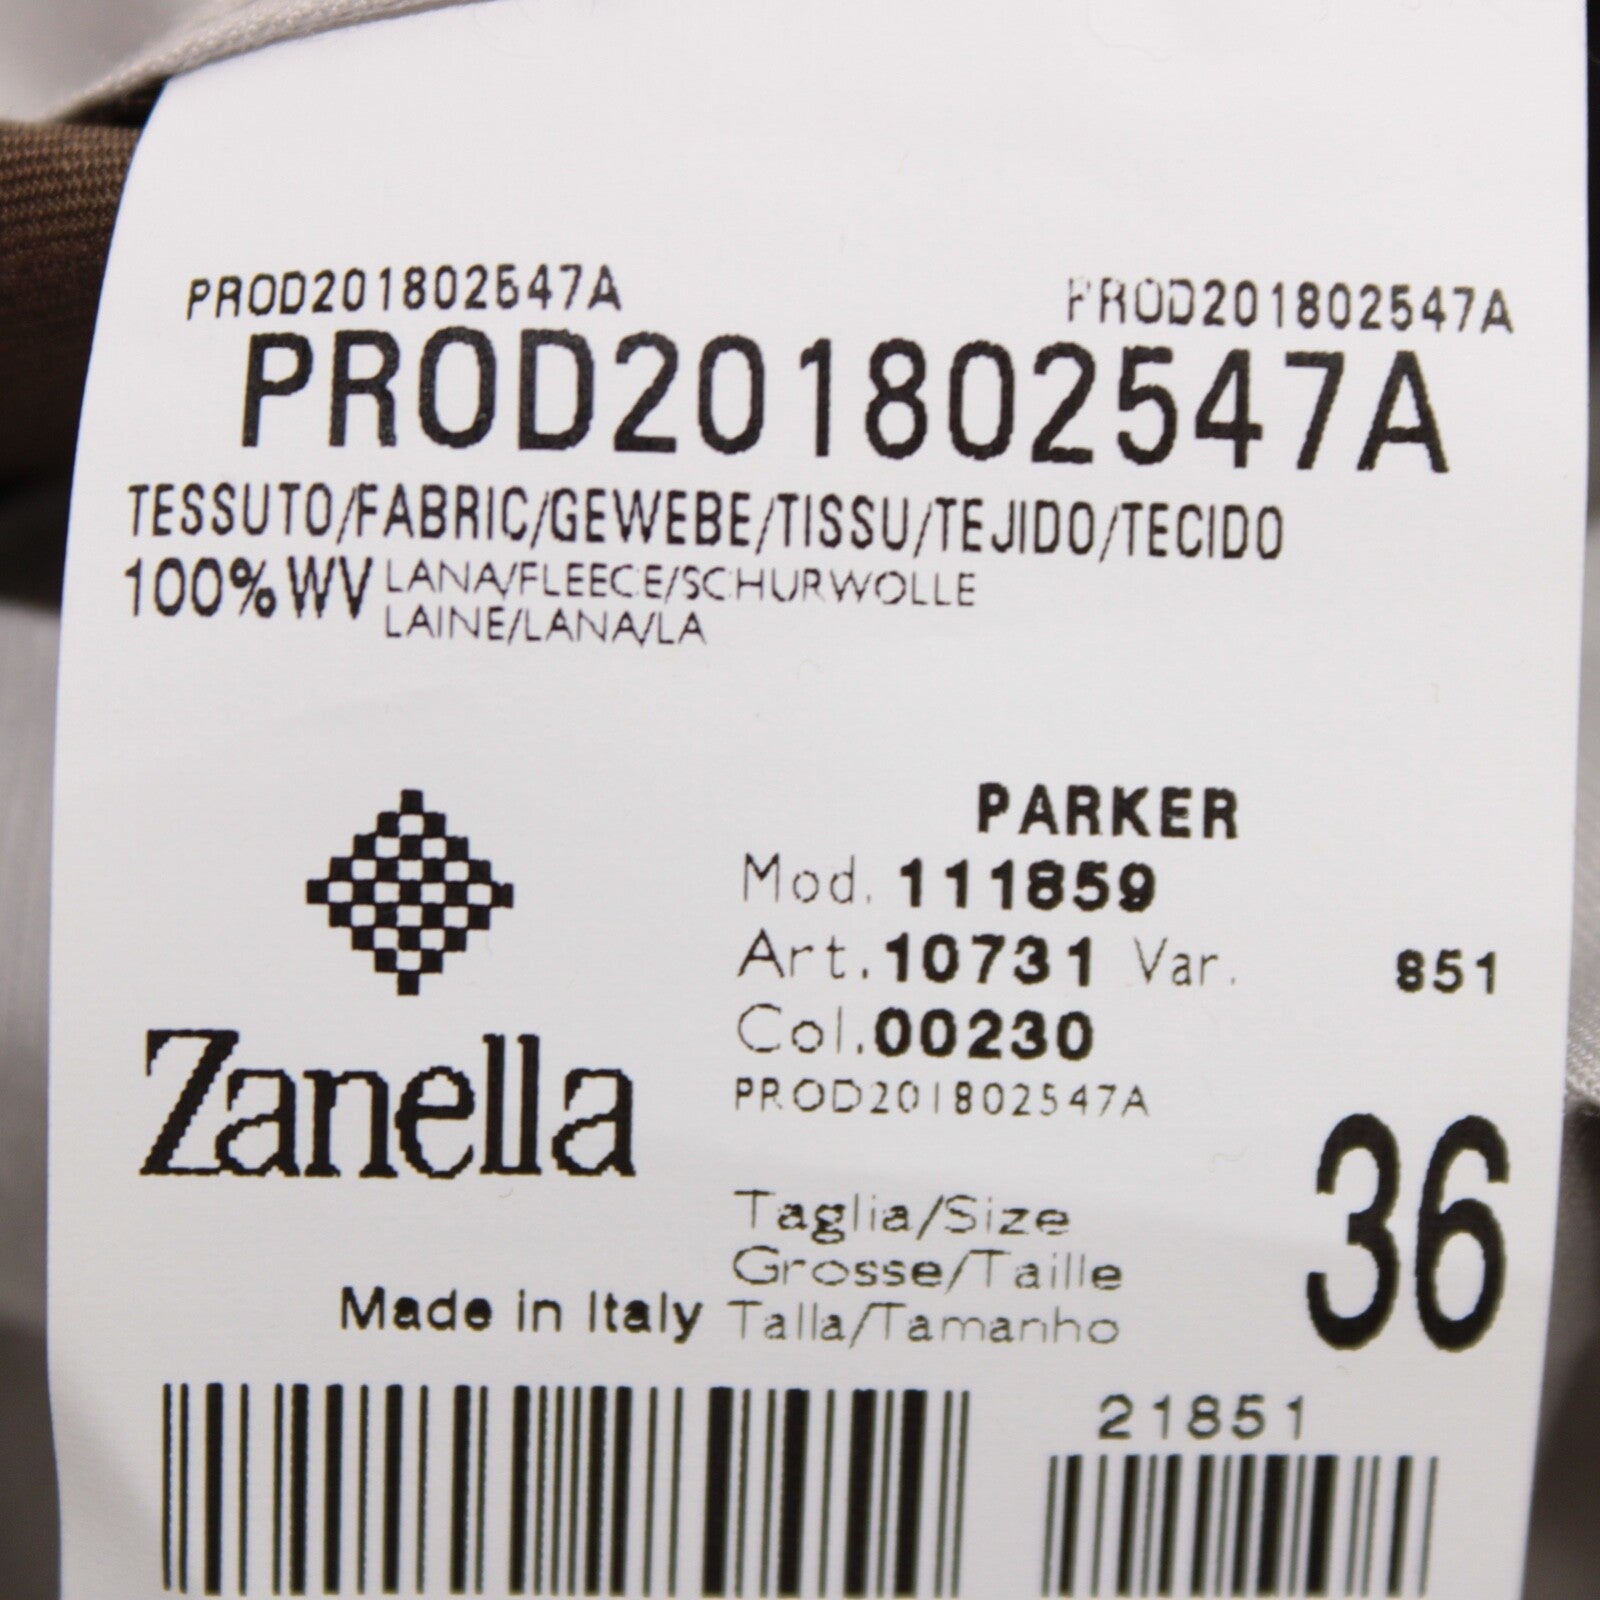 PROD201802547A PROD201802547A
PROD201802547A
TESSUTO/FABRIC/GEWEBE/TISSU/TEJIDO/TECIDO
100% WV LANA/FLEECE/SCHURWOLLE
LAINE/LANA/LA
PARKER
Mod. 111859
Art. 10731 Var. 851
Col. 00230
PROD201802547A
Zanella
Taglia/Size
Grosse/Taille
Talla/Tamanho
36
Made in Italy
21851